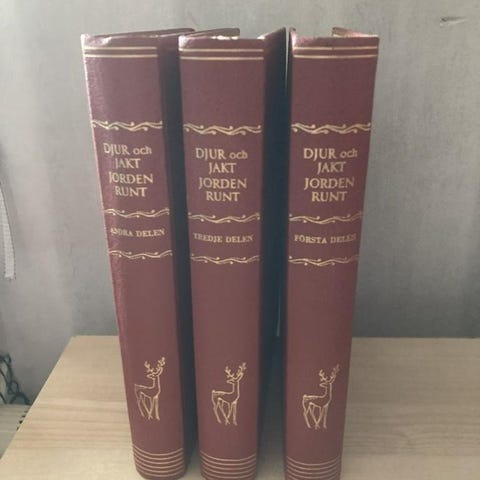 DJUR och
JAKT
JORDEN
RUNT
ANDRA DELEN
DJUR och
JAKT
JORDEN
RUNT
TREDJE DELEN
DJUR och
JAKT
JORDEN
RUNT
FÖRSTA DELEN